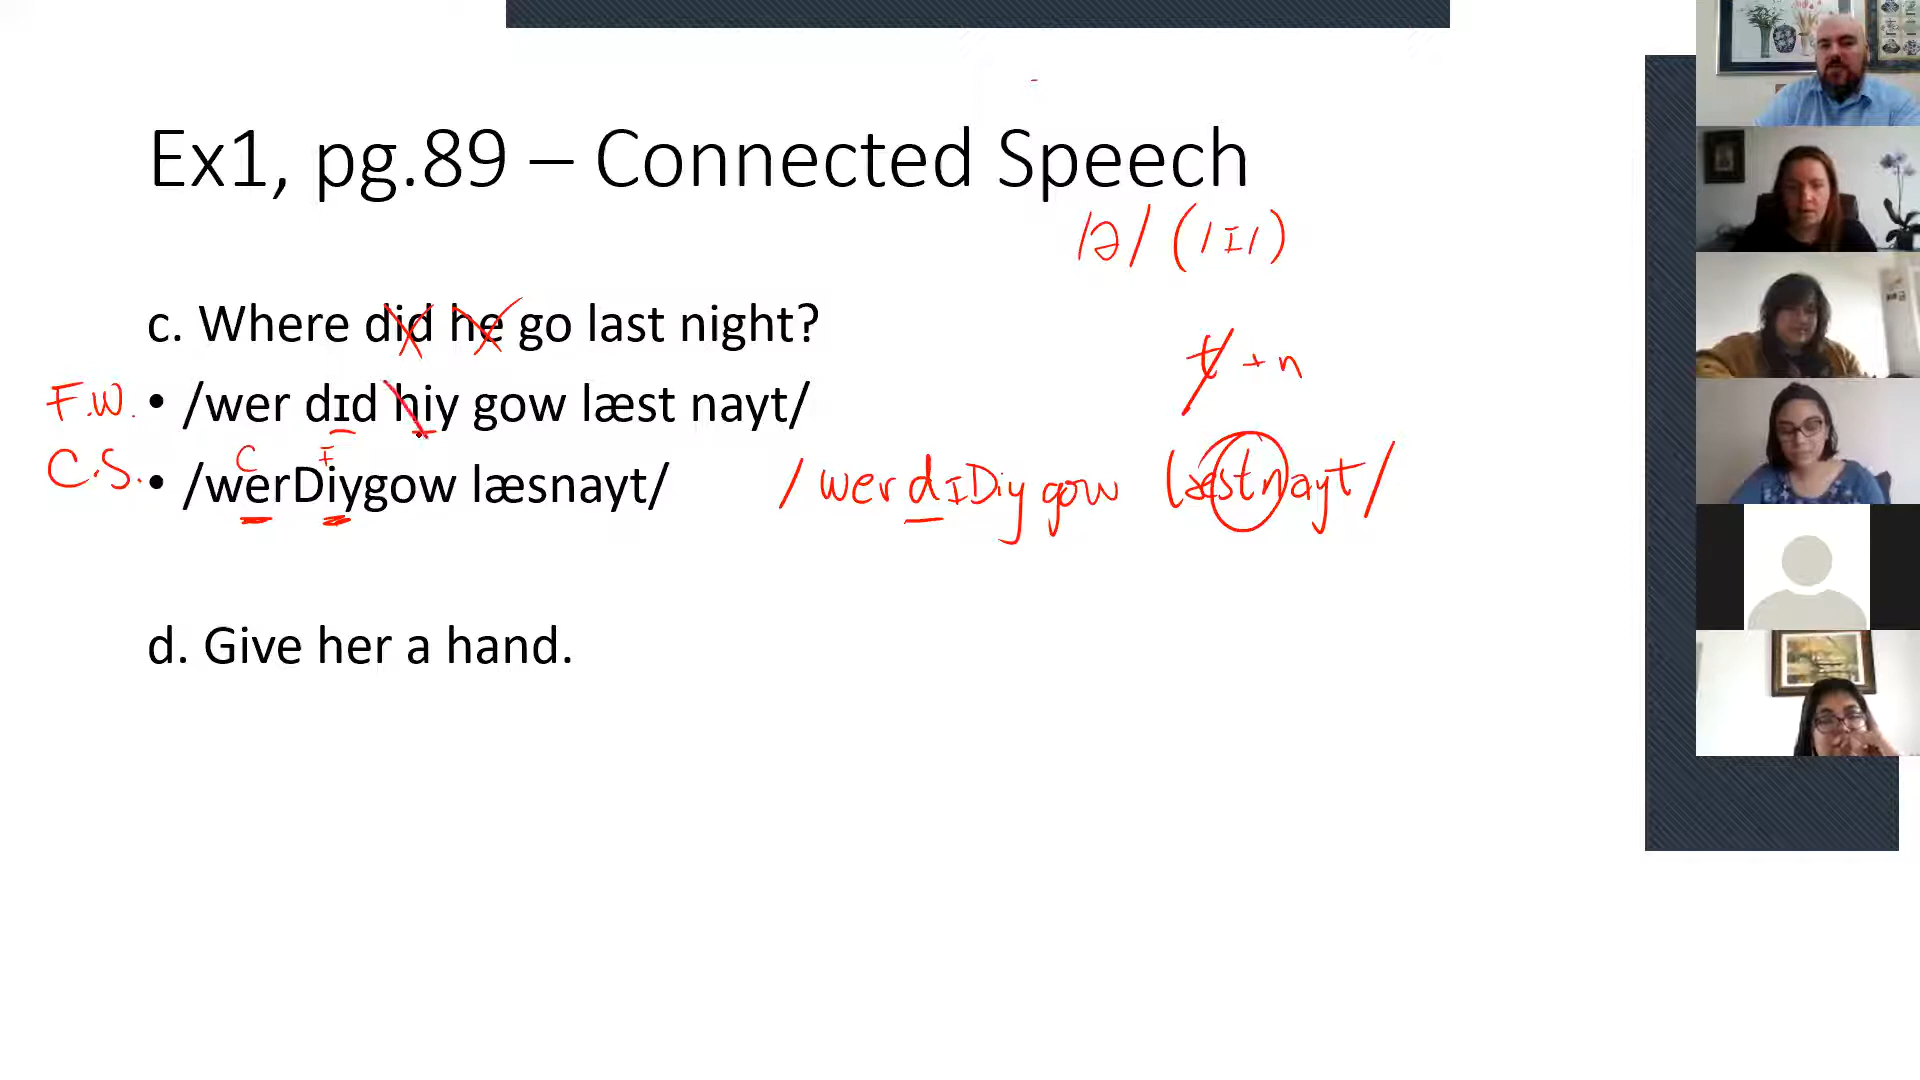 Ex1, pg.89 – Connected Speech
/ə/ (/ɪ/)
c. Where did he go last night?
t + n
F.W. • /wer dɪd hiy gow læst nayt/
C I
C.S. • /werDiygow læsnayt/ /werdɪDiy gow læstnayt/
d. Give her a hand.